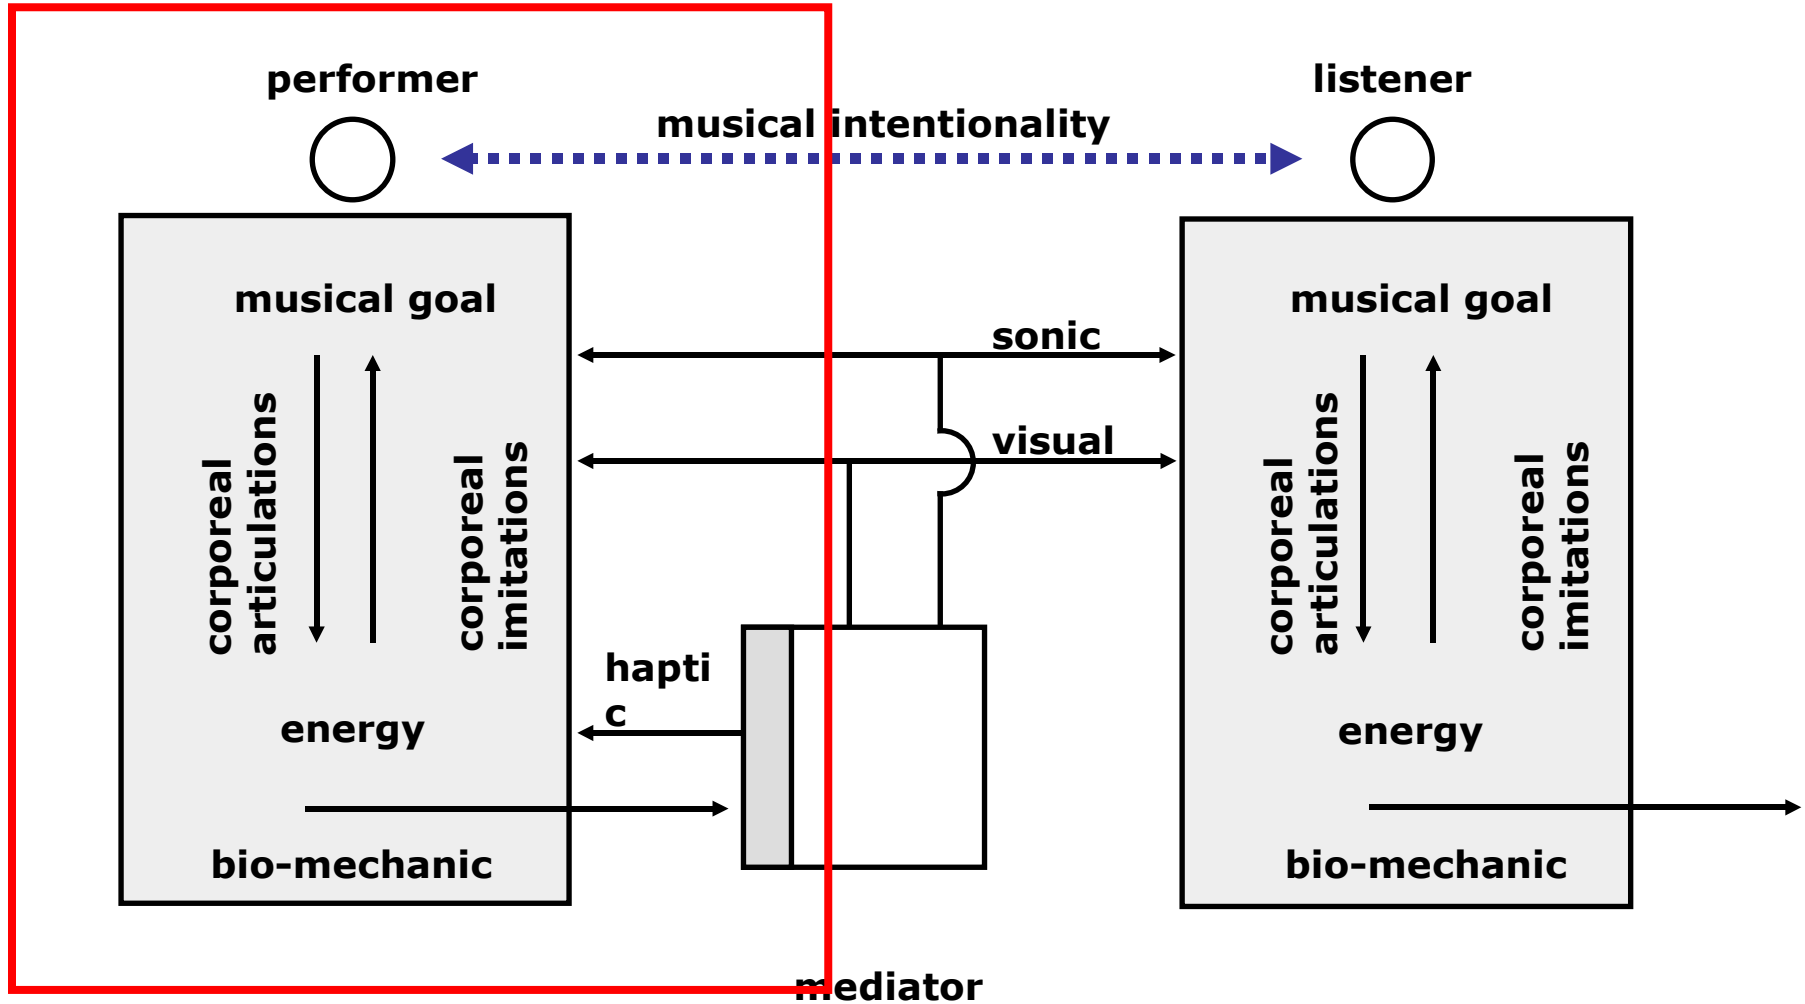 performer
listener
musical intentionality
musical goal
musical goal
sonic
visual
corporeal
articulations
corporeal
imitations
corporeal
articulations
corporeal
imitations
hapti
c
energy
energy
bio-mechanic
bio-mechanic
mediator